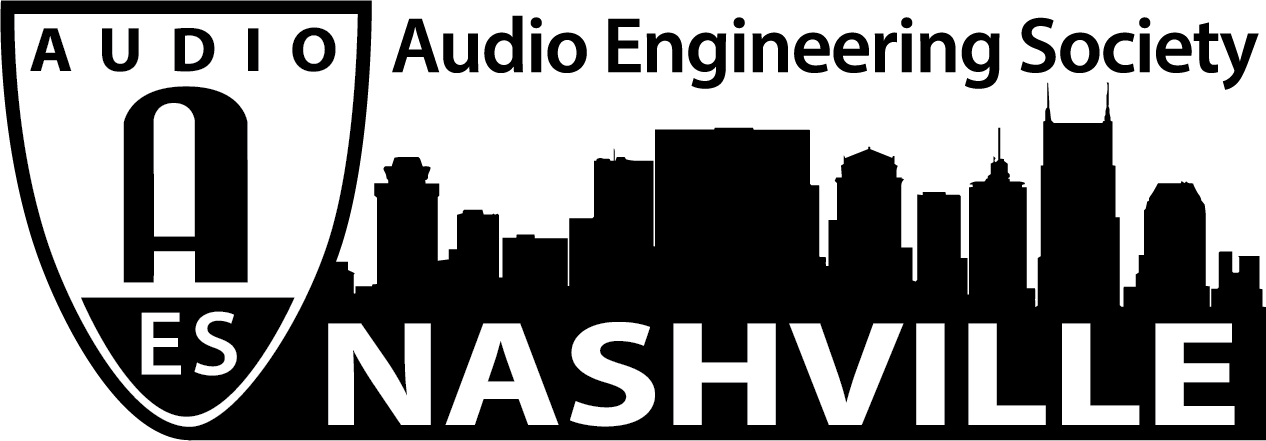 AUDIO
A
ES
Audio Engineering Society
NASHVILLE